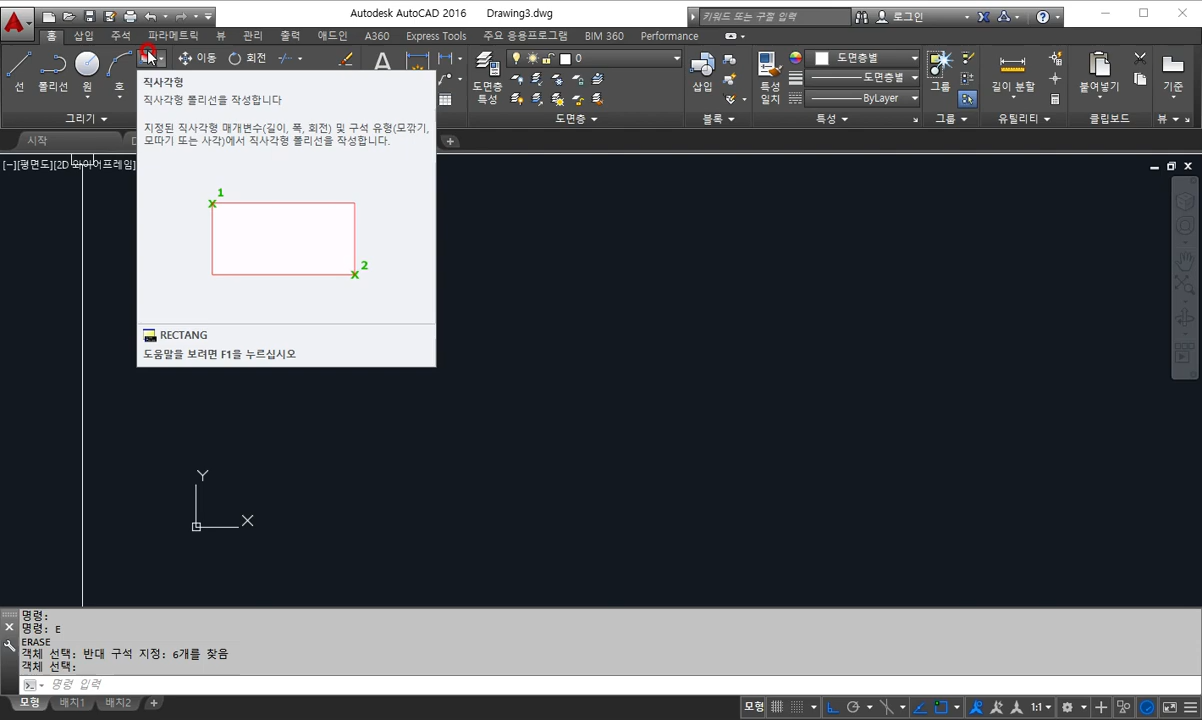 Autodesk AutoCAD 2016 Drawing3.dwg
키워드 또는 구절 입력
로그인
홈 삽입 주석 파라메트릭 뷰 관리 출력 애드인 A360 Express Tools 주요 응용프로그램 BIM 360 Performance
이동 회전
0
도면층별
도면층별
ByLayer
선 폴리선 원 호
도면층
특성
삽입
특성
일치
그룹
길이 분할
붙여넣기
기준
그리기 도면층 블록 특성 그룹 유틸리티 클립보드 뷰
시작
[−][평면도][2D 와이어프레임]
직사각형
직사각형 폴리선을 작성합니다
지정된 직사각형 매개변수(길이, 폭, 회전) 및 구석 유형(모깎기,
모따기 또는 사각)에서 직사각형 폴리선을 작성합니다.
1
2
RECTANG
도움말을 보려면 F1을 누르십시오
Y
X
명령:
명령: E
ERASE
객체 선택: 반대 구석 지정: 6개를 찾음
객체 선택:
명령 입력
모형 배치1 배치2
모형
1:1